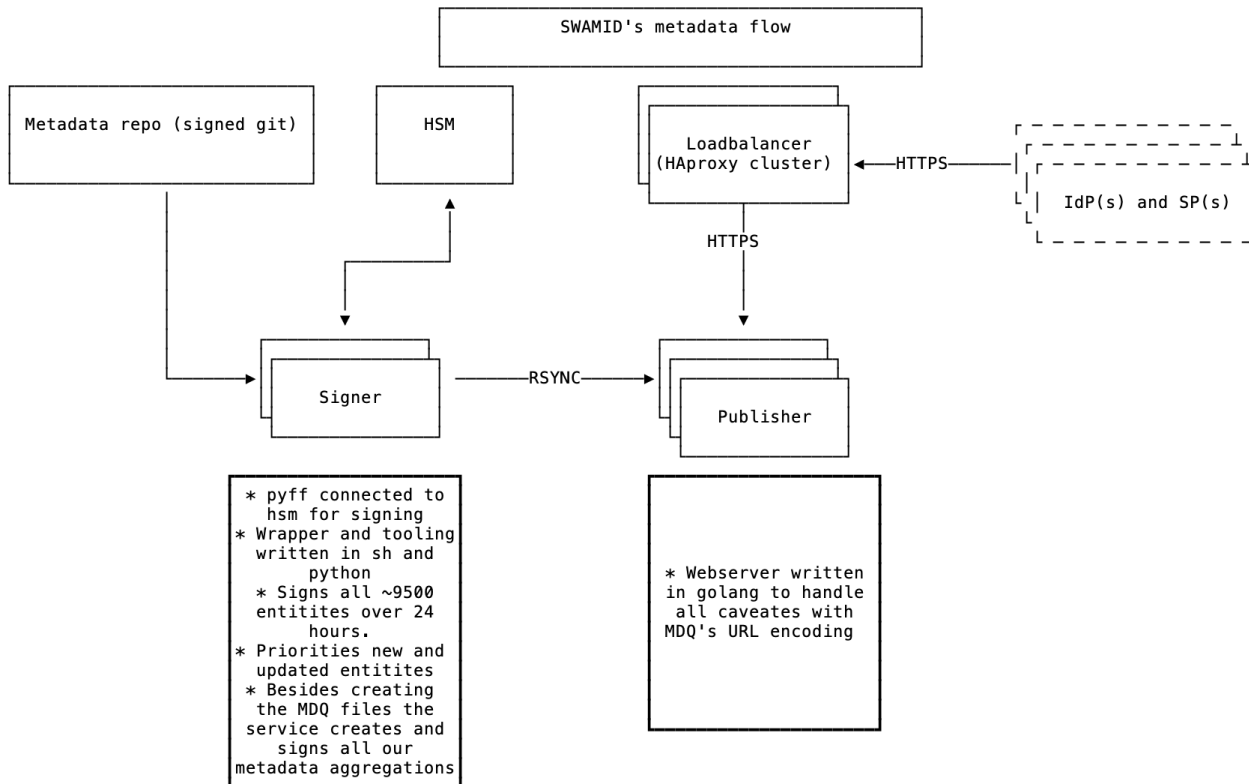 SWAMID's metadata flow
Metadata repo (signed git)
HSM
Loadbalancer
(HAproxy cluster)
HTTPS
IdP(s) and SP(s)
HTTPS
Signer
RSYNC
Publisher
* pyff connected to
hsm for signing
* Wrapper and tooling
written in sh and
python
* Signs all ~9500
entitites over 24
hours.
* Priorities new and
updated entitites
* Besides creating
the MDQ files the
service creates and
signs all our
metadata aggregations
* Webserver written
in golang to handle
all caveates with
MDQ's URL encoding